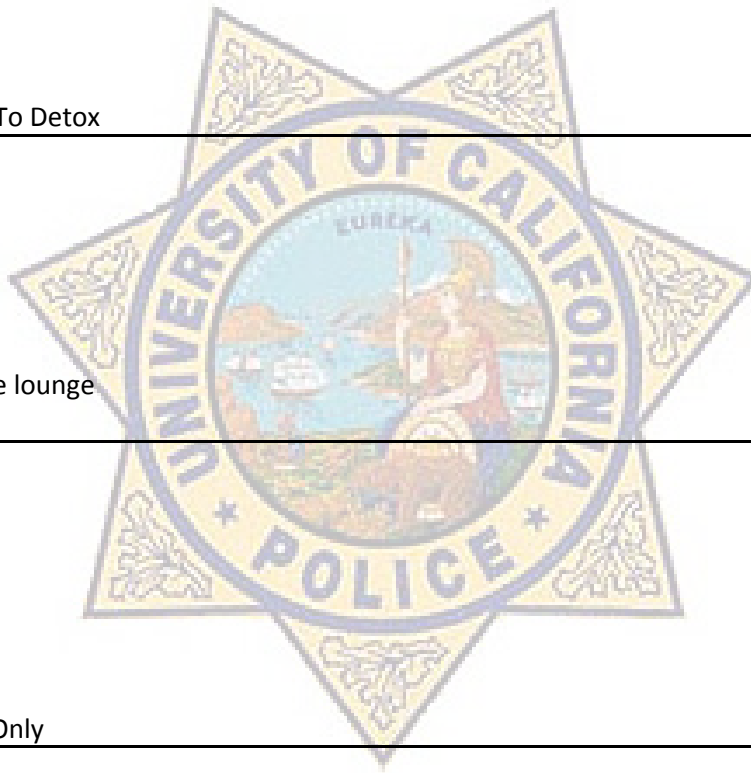 To Detox
UNIVERSITY OF CALIFORNIA
EUREKA
e lounge
POLICE
Only